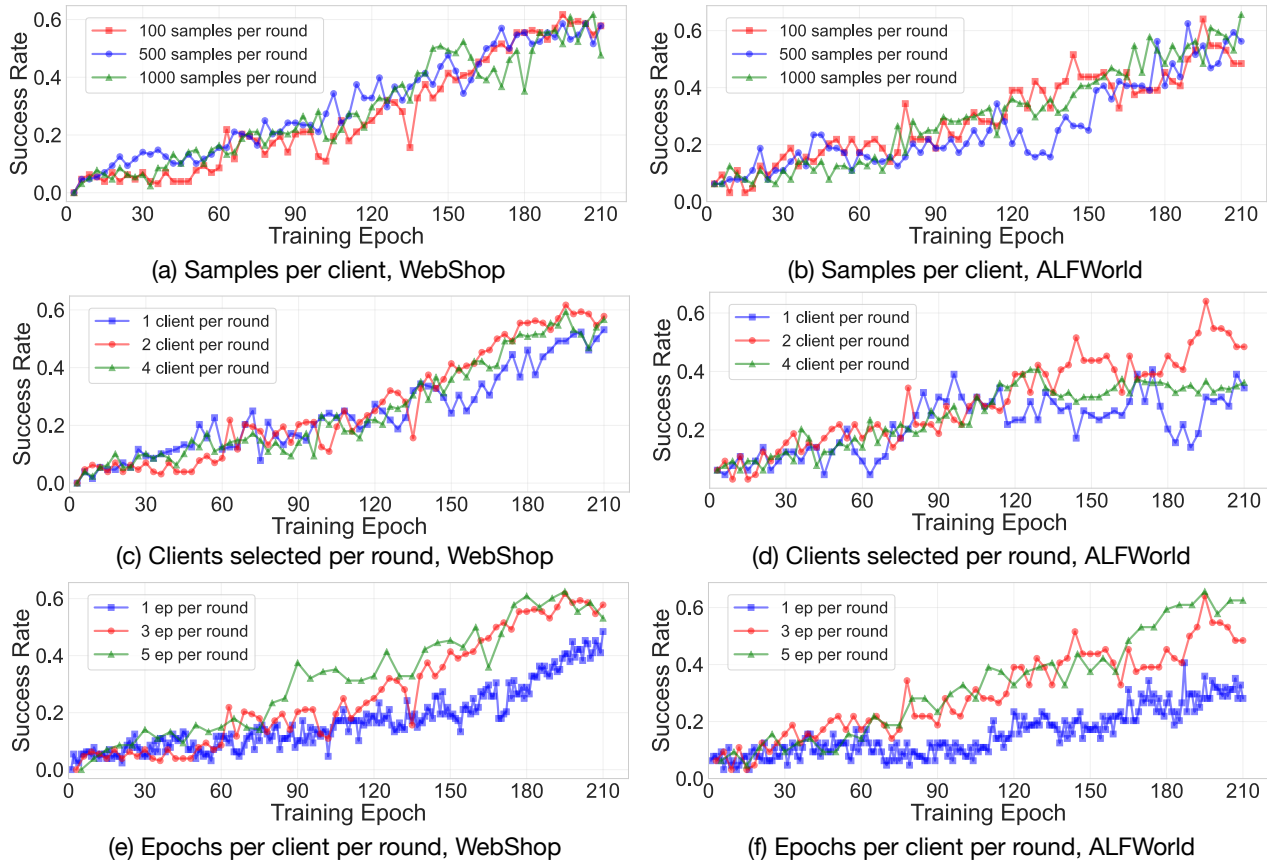 100 samples per round
500 samples per round
1000 samples per round
Success Rate
0.6
0.4
0.2
0.0
0 30 60 90 120 150 180 210
Training Epoch
(a) Samples per client, WebShop
100 samples per round
500 samples per round
1000 samples per round
Success Rate
0.6
0.4
0.2
0.0
0 30 60 90 120 150 180 210
Training Epoch
(b) Samples per client, ALFWorld
1 client per round
2 client per round
4 client per round
Success Rate
0.6
0.4
0.2
0.0
0 30 60 90 120 150 180 210
Training Epoch
(c) Clients selected per round, WebShop
1 client per round
2 client per round
4 client per round
Success Rate
0.6
0.4
0.2
0 30 60 90 120 150 180 210
Training Epoch
(d) Clients selected per round, ALFWorld
1 ep per round
3 ep per round
5 ep per round
Success Rate
0.6
0.4
0.2
0.0
0 30 60 90 120 150 180 210
Training Epoch
(e) Epochs per client per round, WebShop
1 ep per round
3 ep per round
5 ep per round
Success Rate
0.6
0.4
0.2
0.0
0 30 60 90 120 150 180 210
Training Epoch
(f) Epochs per client per round, ALFWorld